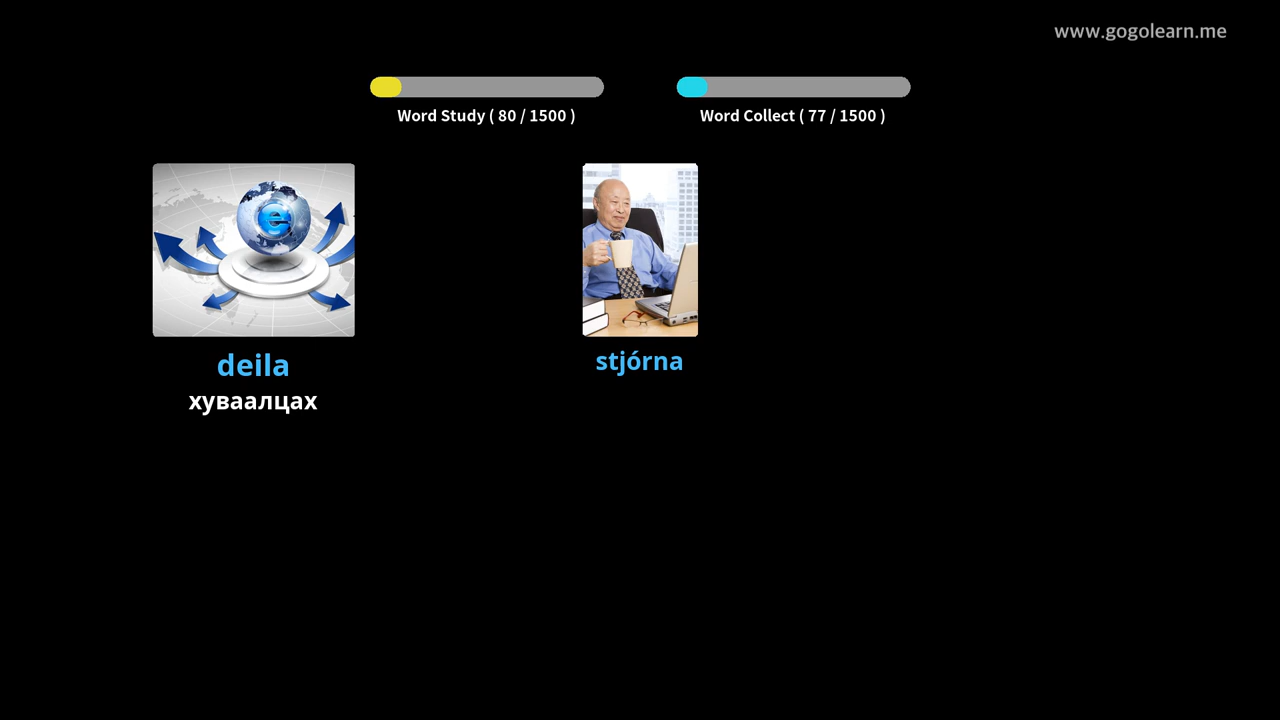 www.gogolearn.me
Word Study ( 80 / 1500 )
Word Collect ( 77 / 1500 )
e
deila
хуваалцах
stjórna